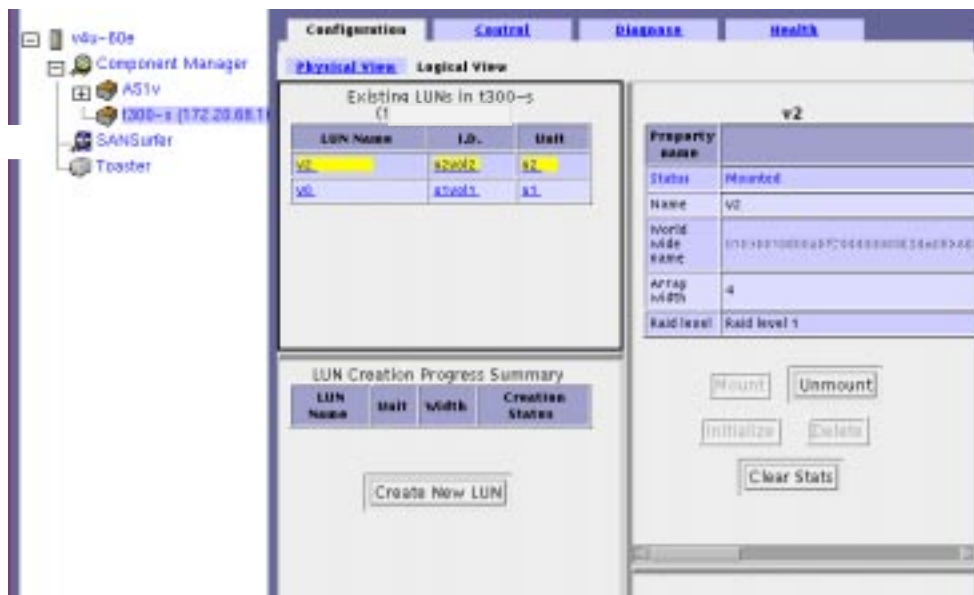 v4u-60e
Component Manager
AS1v
t300-s (172.20.66.1
SANSurfer
Toaster
Configuration
Control
Diagnose
Health
Physical View
Logical View
Existing LUNs in t300-s
(1
LUN Name I.D. Unit
v2
v0
LUN Creation Progress Summary
LUN Name Unit Width Creation Status
Create New LUN
v2
Property name
Status Mounted
Name v2
World wide name
Array width 4
Raid level Raid level 1
Mount Unmount
Initialize Delete
Clear Stats